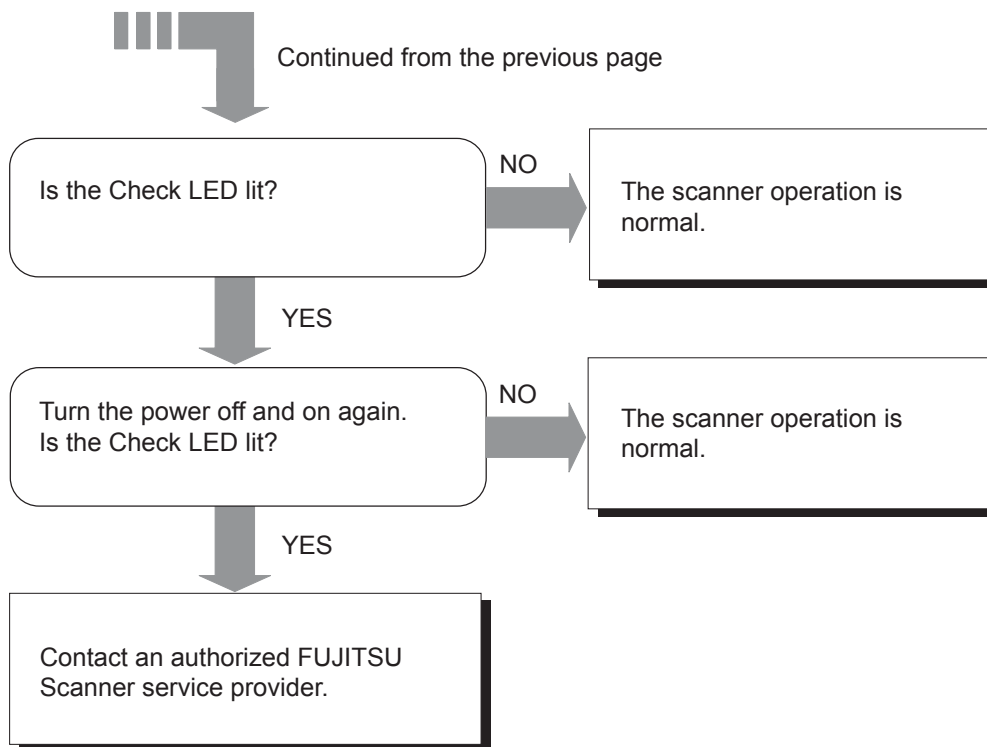 Continued from the previous page
Is the Check LED lit?
NO
The scanner operation is
normal.
YES
Turn the power off and on again.
Is the Check LED lit?
NO
The scanner operation is
normal.
YES
Contact an authorized FUJITSU
Scanner service provider.